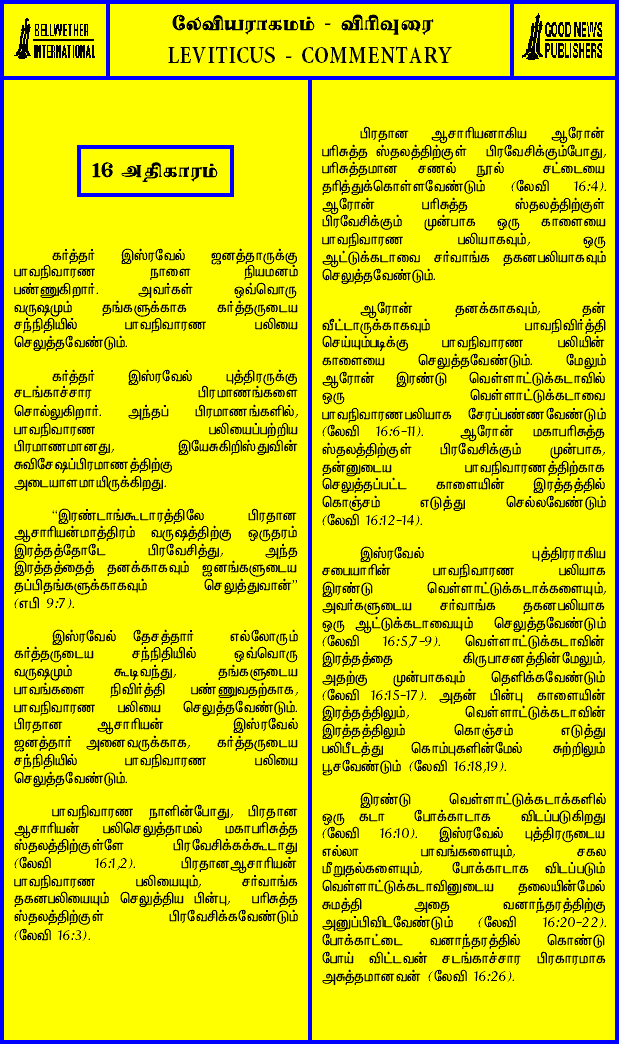 BELLWETHER
INTERNATIONAL
லேவியராகமம் - விரிவுரை
LEVITICUS - COMMENTARY
GOOD NEWS
PUBLISHERS
16 அதிகாரம்
கர்த்தர் இஸ்ரவேல் ஜனத்தாருக்கு
பாவநிவாரண நாளை நியமனம்
பண்ணுகிறார். அவர்கள் ஒவ்வொரு
வருஷமும் தங்களுக்காக கர்த்தருடைய
சந்நிதியில் பாவநிவாரண பலியை
செலுத்தவேண்டும்.
கர்த்தர் இஸ்ரவேல் புத்திரருக்கு
சடங்காச்சார பிரமாணங்களை
சொல்லுகிறார். அந்தப் பிரமாணங்களில்,
பாவநிவாரண பலியைப்பற்றிய
பிரமாணமானது, இயேசுகிறிஸ்துவின்
சுவிசேஷப்பிரமாணத்திற்கு
அடையாளமாயிருக்கிறது.
“இரண்டாங்கூடாரத்திலே பிரதான
ஆசாரியன்மாத்திரம் வருஷத்திற்கு ஒருதரம்
இரத்தத்தோடே பிரவேசித்து, அந்த
இரத்தத்தைத் தனக்காகவும் ஜனங்களுடைய
தப்பிதங்களுக்காகவும் செலுத்துவான்”
(எபி 9:7).
இஸ்ரவேல் தேசத்தார் எல்லோரும்
கர்த்தருடைய சந்நிதியில் ஒவ்வொரு
வருஷமும் கூடிவந்து, தங்களுடைய
பாவங்களை நிவிர்த்தி பண்ணுவதற்காக,
பாவநிவாரண பலியை செலுத்தவேண்டும்.
பிரதான ஆசாரியன் இஸ்ரவேல்
ஜனத்தார் அனைவருக்காக, கர்த்தருடைய
சந்நிதியில் பாவநிவாரண பலியை
செலுத்தவேண்டும்.
பாவநிவாரண நாளின்போது, பிரதான
ஆசாரியன் பலிசெலுத்தாமல் மகாபரிசுத்த
ஸ்தலத்திற்குள்ளே பிரவேசிக்கக்கூடாது
(லேவி 16:1,2). பிரதானஆசாரியன்
பாவநிவாரண பலியையும், சர்வாங்க
தகனபலியையும் செலுத்திய பின்பு, பரிசுத்த
ஸ்தலத்திற்குள் பிரவேசிக்கவேண்டும்
(லேவி 16:3).
பிரதான ஆசாரியனாகிய ஆரோன்
பரிசுத்த ஸ்தலத்திற்குள் பிரவேசிக்கும்போது,
பரிசுத்தமான சணல் நூல் சட்டையை
தரித்துக்கொள்ளவேண்டும் (லேவி 16:4).
ஆரோன் பரிசுத்த ஸ்தலத்திற்குள்
பிரவேசிக்கும் முன்பாக ஒரு காளையை
பாவநிவாரண பலியாகவும், ஒரு
ஆட்டுக்கடாவை சர்வாங்க தகனபலியாகவும்
செலுத்தவேண்டும்.
ஆரோன் தனக்காகவும், தன்
வீட்டாருக்காகவும் பாவநிவிர்த்தி
செய்யும்படிக்கு பாவநிவாரண பலியின்
காளையை செலுத்தவேண்டும். மேலும்
ஆரோன் இரண்டு வெள்ளாட்டுக்கடாவில்
ஒரு வெள்ளாட்டுக்கடாவை
பாவநிவாரணபலியாக சேரப்பண்ணவேண்டும்
(லேவி 16:6-11). ஆரோன் மகாபரிசுத்த
ஸ்தலத்திற்குள் பிரவேசிக்கும் முன்பாக,
தன்னுடைய பாவநிவாரணத்திற்காக
செலுத்தப்பட்ட காளையின் இரத்தத்தில்
கொஞ்சம் எடுத்து செல்லவேண்டும்
(லேவி 16:12-14).
இஸ்ரவேல் புத்திரராகிய
சபையாரின் பாவநிவாரண பலியாக
இரண்டு வெள்ளாட்டுக்கடாக்களையும்,
அவர்களுடைய சர்வாங்க தகனபலியாக
ஒரு ஆட்டுக்கடாவையும் செலுத்தவேண்டும்
(லேவி 16:5,7-9). வெள்ளாட்டுக்கடாவின்
இரத்தத்தை கிருபாசனத்தின்மேலும்,
அதற்கு முன்பாகவும் தெளிக்கவேண்டும்
(லேவி 16:15-17). அதன் பின்பு காளையின்
இரத்தத்திலும், வெள்ளாட்டுக்கடாவின்
இரத்தத்திலும் கொஞ்சம் எடுத்து
பலிபீடத்து கொம்புகளின்மேல் சுற்றிலும்
பூசவேண்டும் (லேவி 16:18,19).
இரண்டு வெள்ளாட்டுக்கடாக்களில்
ஒரு கடா போக்காடாக விடப்படுகிறது
(லேவி 16:10). இஸ்ரவேல் புத்திரருடைய
எல்லா பாவங்களையும், சகல
மீறுதல்களையும், போக்காடாக விடப்படும்
வெள்ளாட்டுக்கடாவினுடைய தலையின்மேல்
சுமத்தி அதை வனாந்தரத்திற்கு
அனுப்பிவிடவேண்டும் (லேவி 16:20-22).
போக்காட்டை வனாந்தரத்தில் கொண்டு
போய் விட்டவன் சடங்காச்சார பிரகாரமாக
அசுத்தமானவன் (லேவி 16:26).